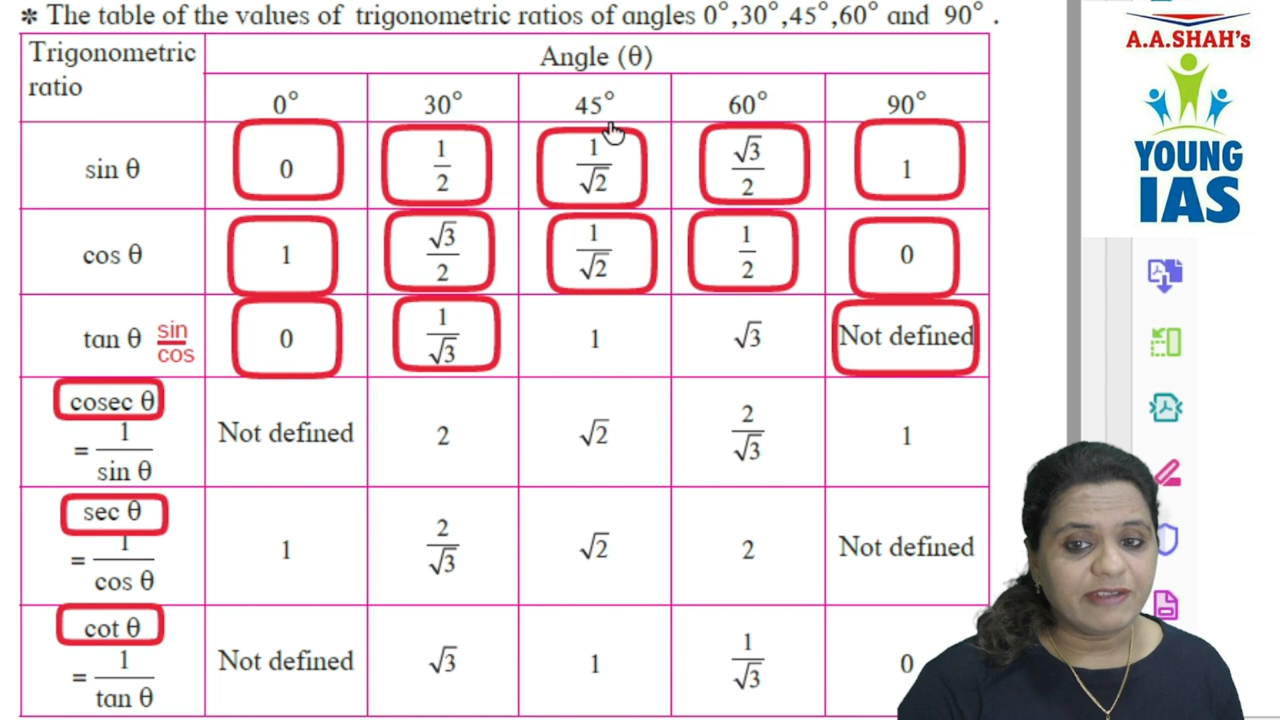 * The table of the values of trigonometric ratios of angles 0°,30°,45°,60° and 90° .
Trigonometric ratio
Angle (θ)
0° 30° 45° 60° 90°
sin θ 0 1/2 1/√2 √3/2 1
cos θ 1 √3/2 1/√2 1/2 0
tan θ sin/cos 0 1/√3 1 √3 Not defined
cosec θ = 1/sin θ Not defined 2 √2 2/√3 1
sec θ = 1/cos θ 1 2/√3 √2 2 Not defined
cot θ = 1/tan θ Not defined √3 1 1/√3 0
A.A.SHAH's
YOUNG
IAS